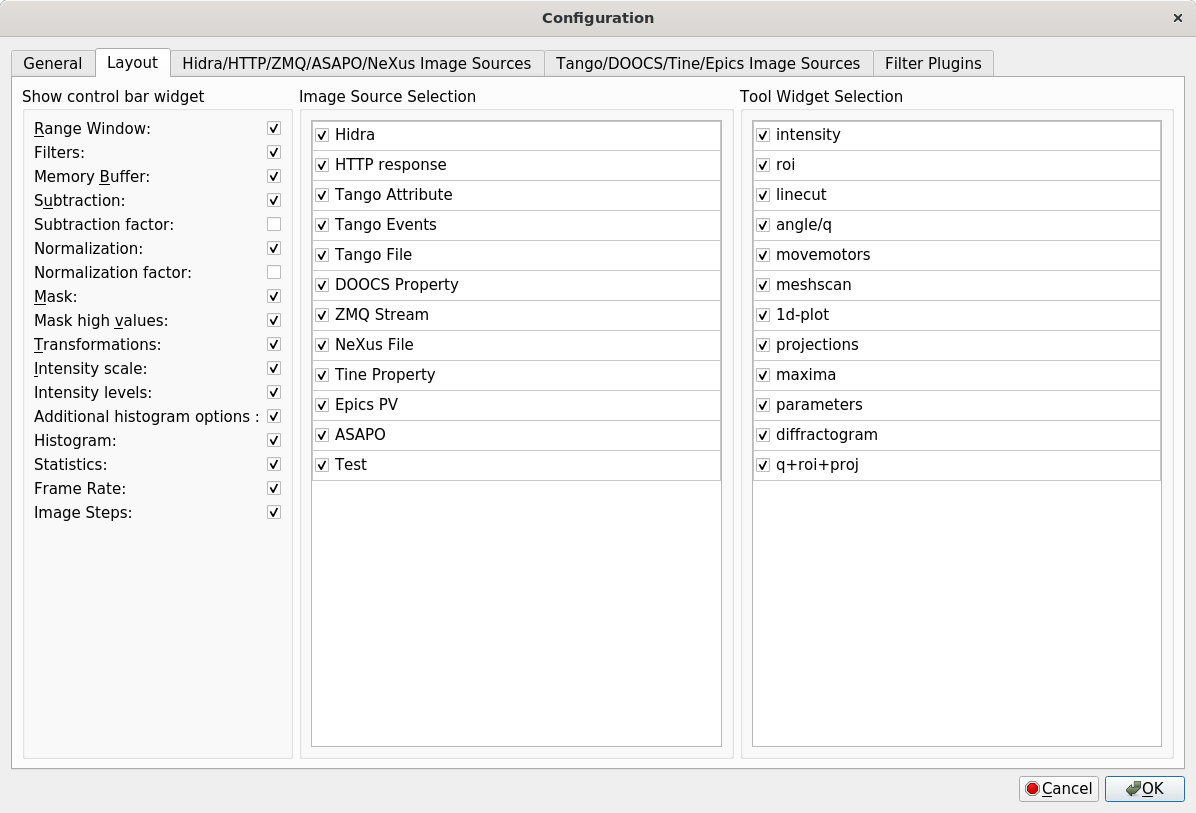 Configuration
×
General
Layout
Hidra/HTTP/ZMQ/ASAPO/NeXus Image Sources
Tango/DOOCS/Tine/Epics Image Sources
Filter Plugins
Show control bar widget
Range Window:
Filters:
Memory Buffer:
Subtraction:
Subtraction factor:
Normalization:
Normalization factor:
Mask:
Mask high values:
Transformations:
Intensity scale:
Intensity levels:
Additional histogram options :
Histogram:
Statistics:
Frame Rate:
Image Steps:
Image Source Selection
Hidra
HTTP response
Tango Attribute
Tango Events
Tango File
DOOCS Property
ZMQ Stream
NeXus File
Tine Property
Epics PV
ASAPO
Test
Tool Widget Selection
intensity
roi
linecut
angle/q
movemotors
meshscan
1d-plot
projections
maxima
parameters
diffractogram
q+roi+proj
Cancel
OK